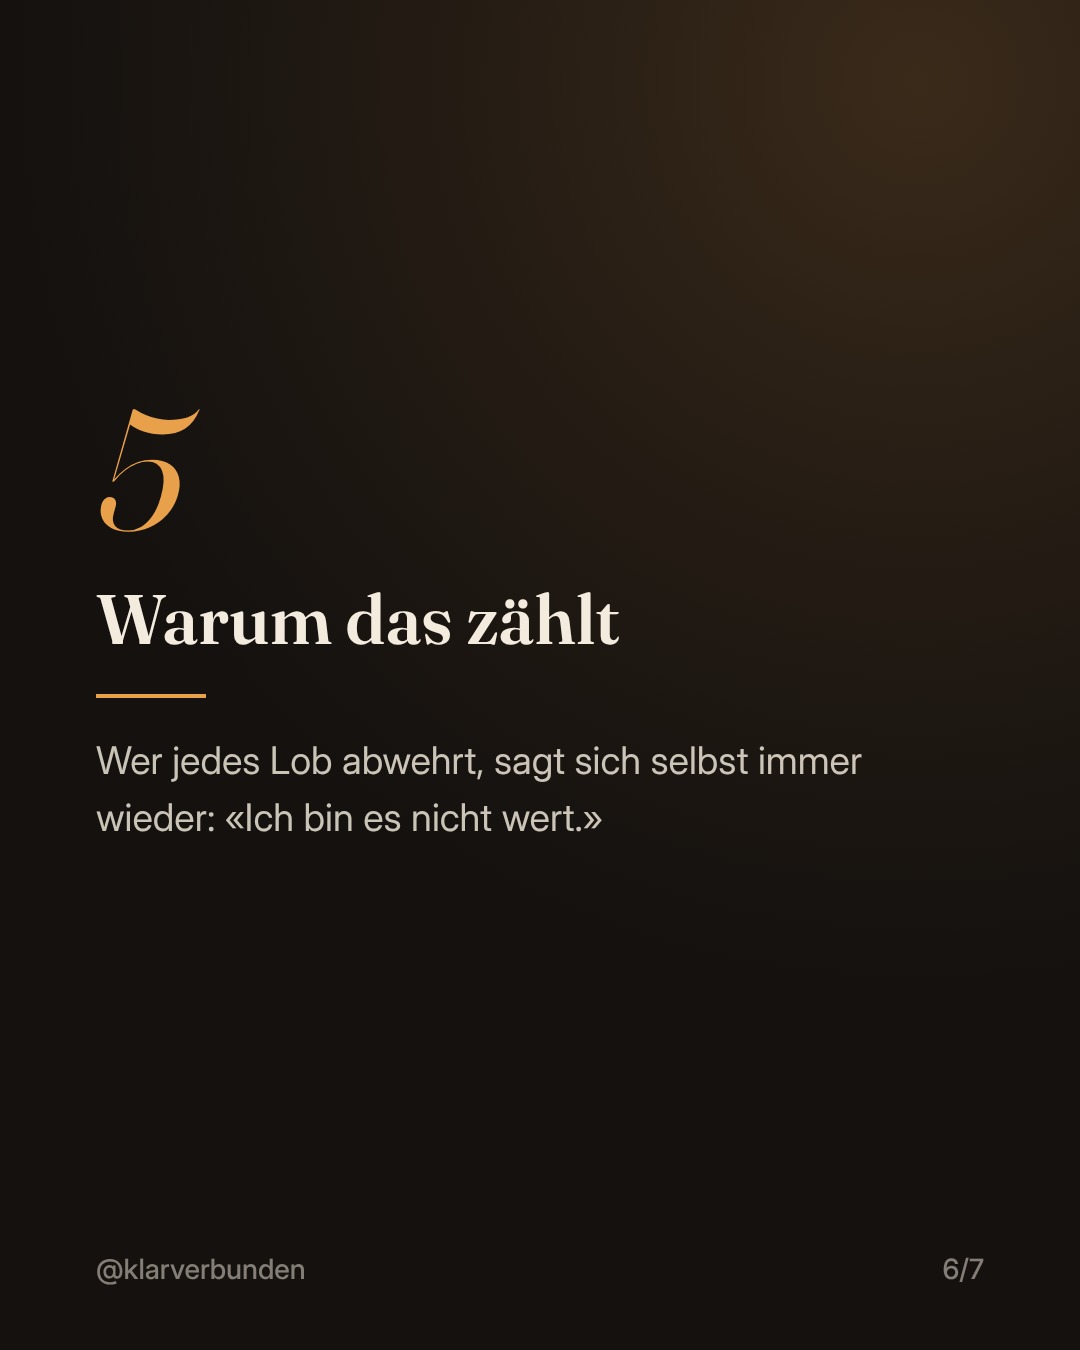 5
Warum das zählt
Wer jedes Lob abwehrt, sagt sich selbst immer
wieder: «Ich bin es nicht wert.»
@klarverbunden
6/7